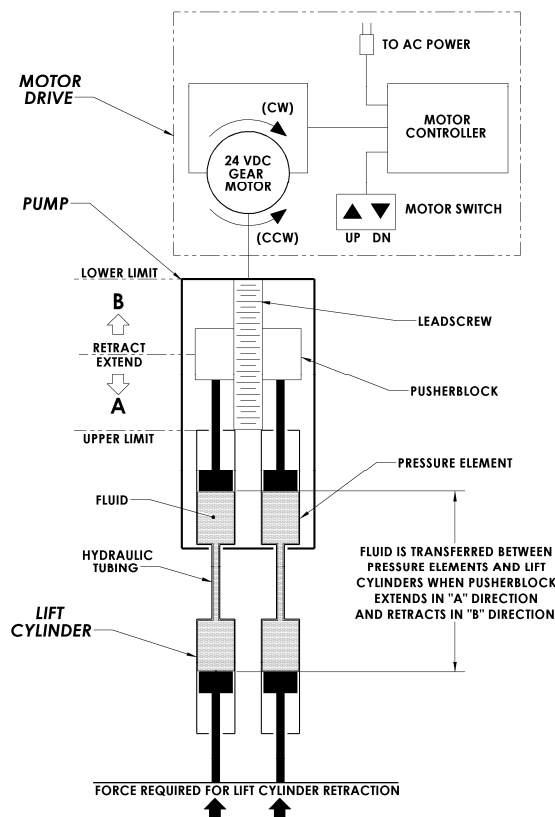 TO AC POWER
MOTOR
DRIVE
(CW)
MOTOR
CONTROLLER
24 VDC
GEAR
MOTOR
PUMP
MOTOR SWITCH
(CCW)
UP DN
LOWER LIMIT
B
LEADSCREW
RETRACT
EXTEND
PUSHERBLOCK
A
UPPER LIMIT
PRESSURE ELEMENT
FLUID
HYDRAULIC
TUBING
FLUID IS TRANSFERRED BETWEEN
PRESSURE ELEMENTS AND LIFT
CYLINDERS WHEN PUSHERBLOCK
EXTENDS IN "A" DIRECTION
AND RETRACTS IN "B" DIRECTION
LIFT
CYLINDER
FORCE REQUIRED FOR LIFT CYLINDER RETRACTION